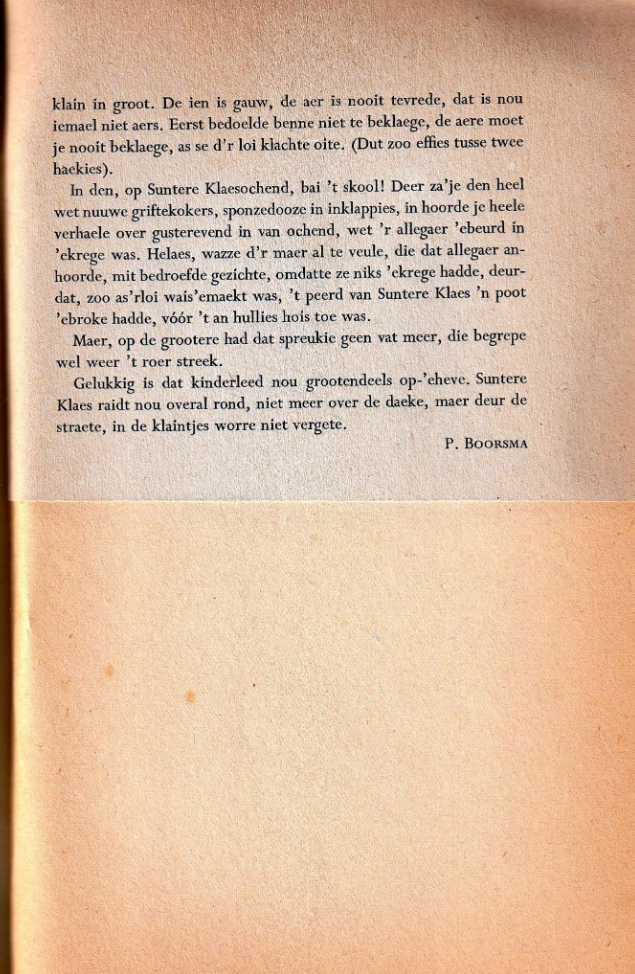 klain in groot. De ien is gauw, de aer is nooit tevrede, dat is nou
iemael niet aers. Eerst bedoelde benne niet te beklaege, de aere moet
je nooit beklaege, as se d'r loi klachte oite. (Dut zoo effies tusse twee
haekies).
In den, op Suntere Klaesochend, bai 't skool! Deer za'je den heel
wet nuuwe griftekokers, sponzedooze in inklappies, in hoorde je heele
verhaele over gusterevend in van ochend, wet 'r allegaer 'ebeurd in
'ekrege was. Helaes, wazze d'r maer al te veule, die dat allegaer an-
hoorde, mit bedroefde gezichte, omdatte ze niks 'ekrege hadde, deur-
dat, zoo as'rloi wais'emaekt was, 't peerd van Suntere Klaes 'n poot
'ebroke hadde, vóór 't an hullies hois toe was.
Maer, op de grootere had dat spreukie geen vat meer, die begrepe
wel weer 't roer streek.
Gelukkig is dat kinderleed nou grootendeels op-'eheve. Suntere
Klaes raidt nou overal rond, niet meer over de daeke, maer deur de
straete, in de klaintjes worre niet vergete.
P. BOORSMA